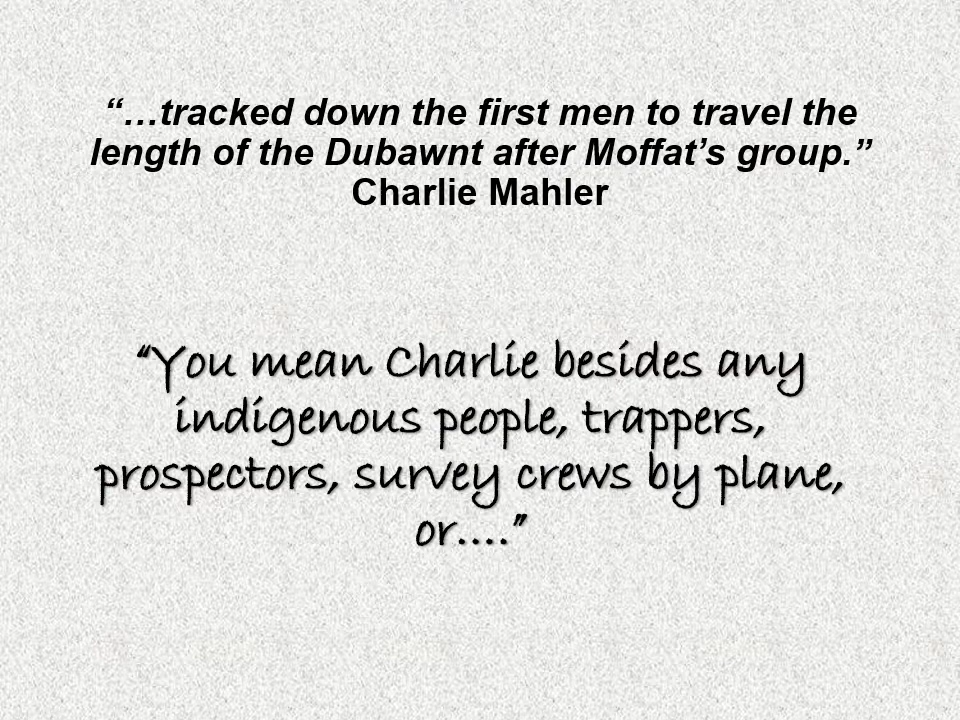 “…tracked down the first men to travel the
length of the Dubawnt after Moffat’s group.”
Charlie Mahler
“You mean Charlie besides any
indigenous people, trappers,
prospectors, survey crews by plane,
or....”